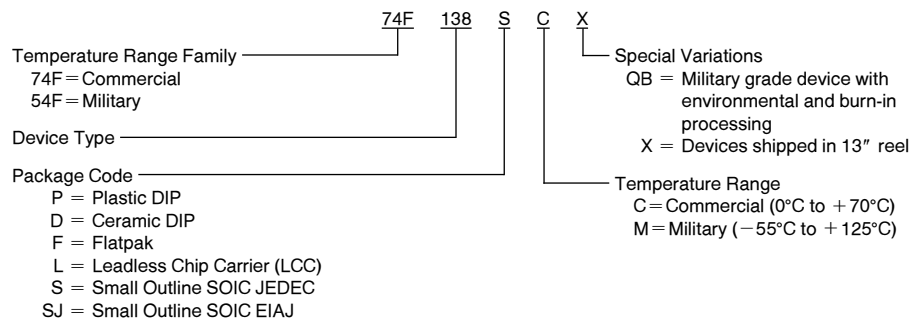 74F 138 S C X
Temperature Range Family
74F=Commercial
54F=Military
Device Type
Package Code
P = Plastic DIP
D = Ceramic DIP
F = Flatpak
L = Leadless Chip Carrier (LCC)
S = Small Outline SOIC JEDEC
SJ = Small Outline SOIC EIAJ
Special Variations
QB = Military grade device with
environmental and burn-in
processing
X = Devices shipped in 13″ reel
Temperature Range
C=Commercial (0°C to +70°C)
M=Military (−55°C to +125°C)